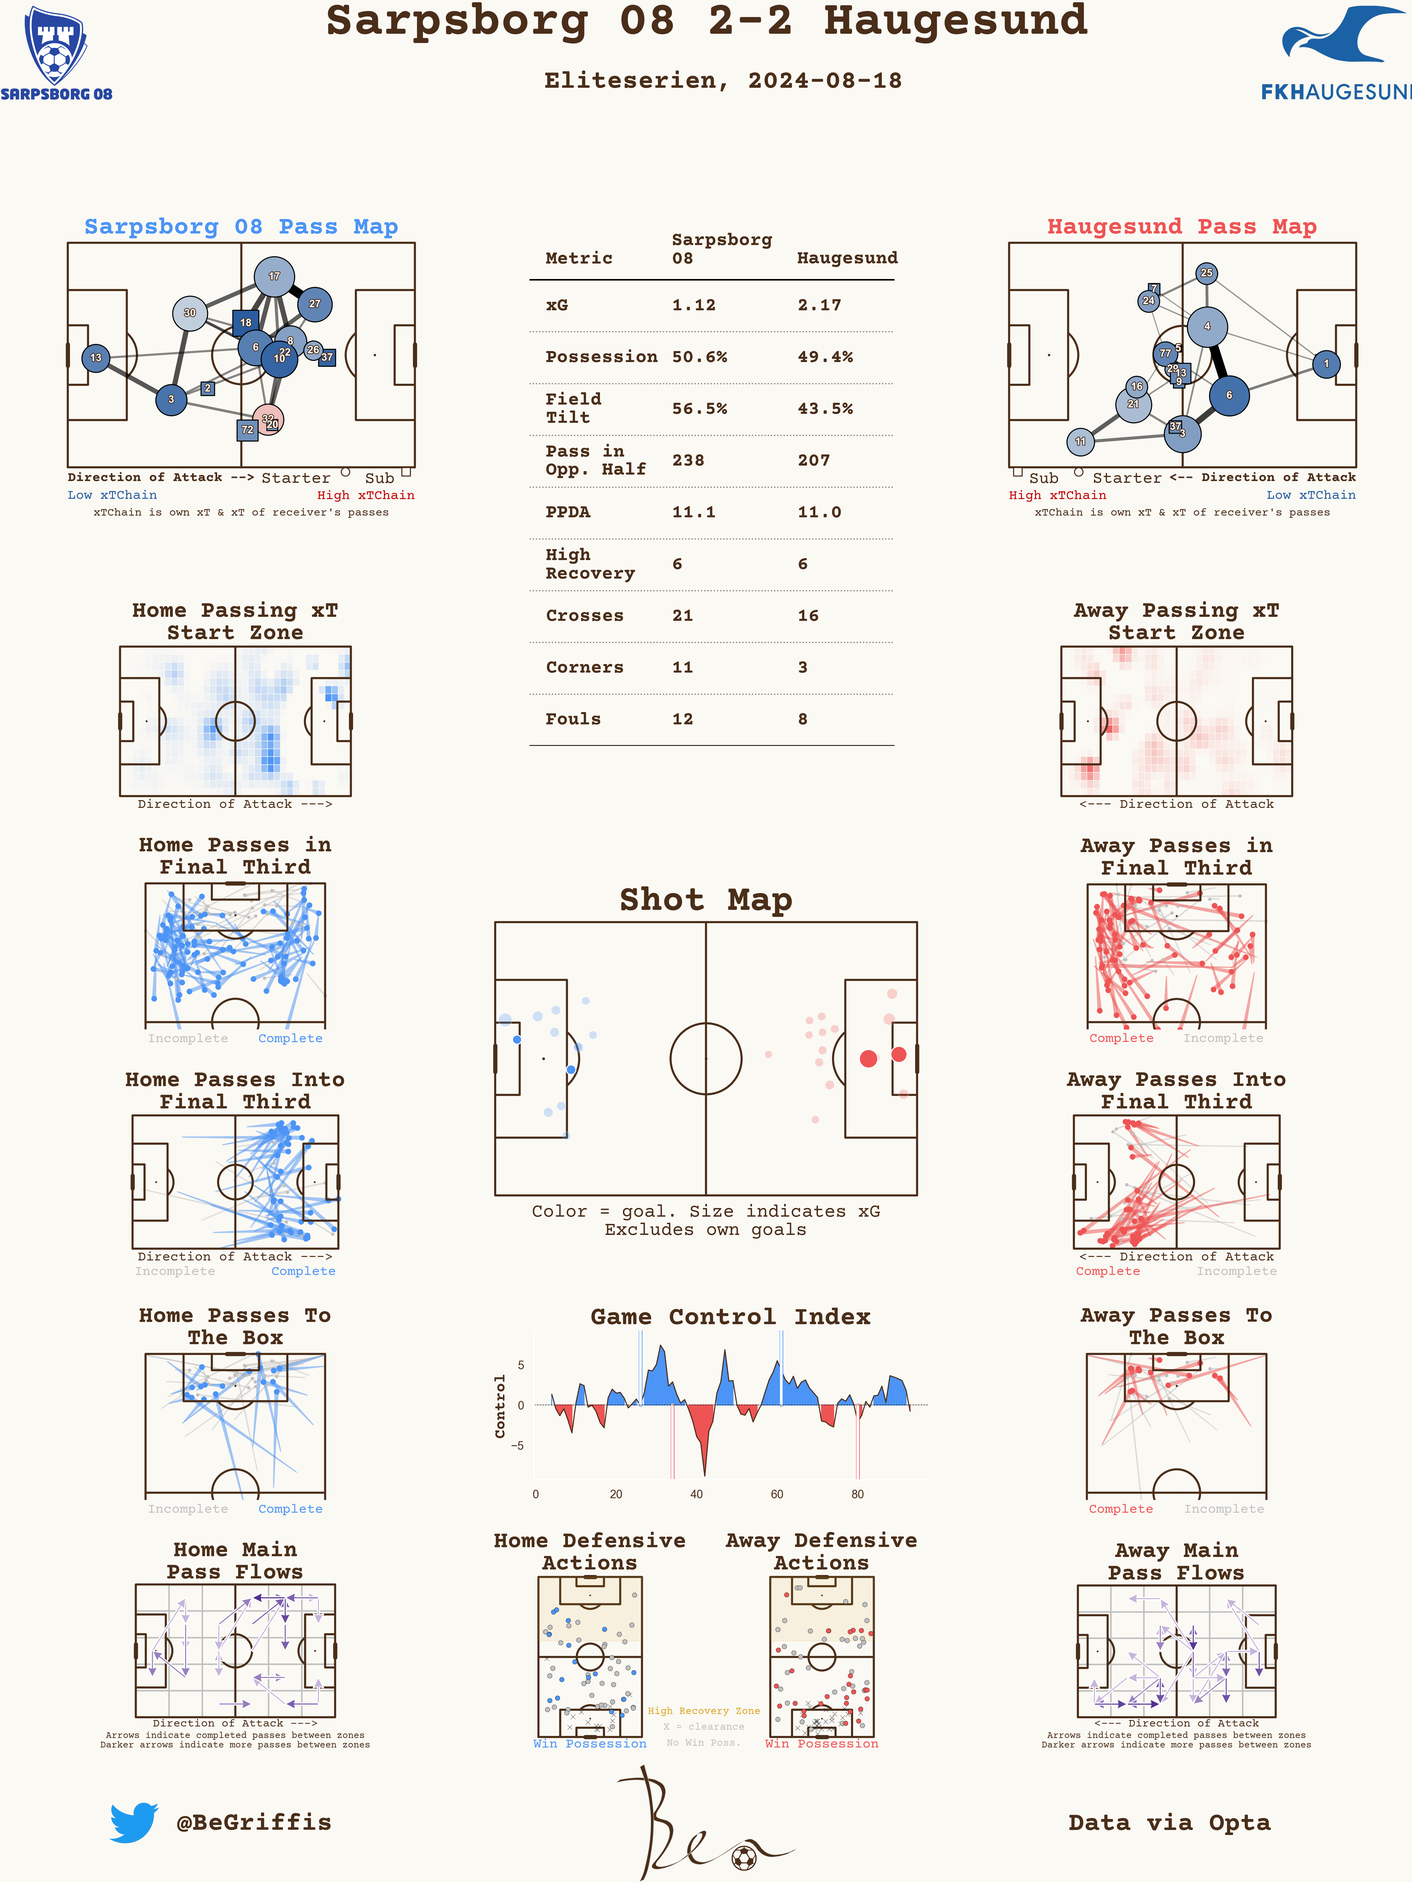 Sarpsborg 08 2-2 Haugesund
Eliteserien, 2024-08-18
SARPSBORG 08
FKHAUGESUN
Sarpsborg 08 Pass Map
17
27
30
18
8
6
22
26
10
37
13
2
3
32
20
72
Direction of Attack --> Starter Sub
Low xTChain High xTChain
xTChain is own xT & xT of receiver's passes
Metric Sarpsborg 08 Haugesund
xG 1.12 2.17
Possession 50.6% 49.4%
Field Tilt 56.5% 43.5%
Pass in Opp. Half 238 207
PPDA 11.1 11.0
High Recovery 6 6
Crosses 21 16
Corners 11 3
Fouls 12 8
Haugesund Pass Map
25
7
24
4
5
77
1
29
13
9
16
6
21
37
3
11
Sub Starter <-- Direction of Attack
High xTChain Low xTChain
xTChain is own xT & xT of receiver's passes
Home Passing xT
Start Zone
Direction of Attack --->
Away Passing xT
Start Zone
<--- Direction of Attack
Home Passes in
Final Third
Incomplete Complete
Away Passes in
Final Third
Complete Incomplete
Shot Map
Color = goal. Size indicates xG
Excludes own goals
Home Passes Into
Final Third
Direction of Attack --->
Incomplete Complete
Away Passes Into
Final Third
<--- Direction of Attack
Complete Incomplete
Home Passes To
The Box
Incomplete Complete
Game Control Index
Control
5
0
−5
0 20 40 60 80
Away Passes To
The Box
Complete Incomplete
Home Main
Pass Flows
Direction of Attack --->
Arrows indicate completed passes between zones
Darker arrows indicate more passes between zones
Home Defensive
Actions
Win Possession
Away Defensive
Actions
Win Possession
High Recovery Zone
X = clearance
No Win Poss.
Away Main
Pass Flows
<--- Direction of Attack
Arrows indicate completed passes between zones
Darker arrows indicate more passes between zones
@BeGriffis
Ben
Data via Opta